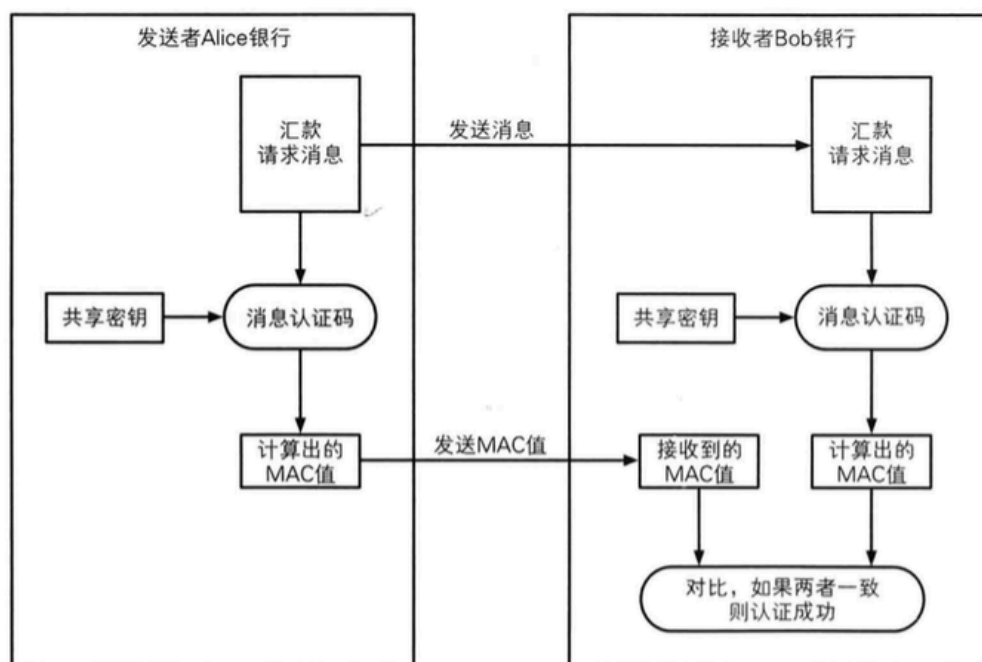 发送者Alice银行
接收者Bob银行
汇款
请求消息
发送消息
汇款
请求消息
共享密钥
消息认证码
共享密钥
消息认证码
计算出的
MAC值
发送MAC值
接收到的
MAC值
计算出的
MAC值
对比，如果两者一致
则认证成功